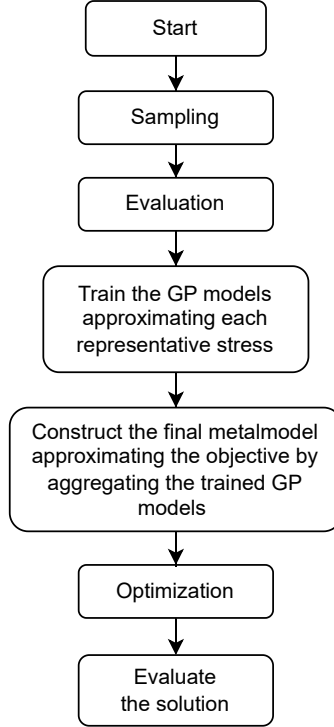 Start
Sampling
Evaluation
Train the GP models
approximating each
representative stress
Construct the final metalmodel
approximating the objective by
aggregating the trained GP
models
Optimization
Evaluate
the solution